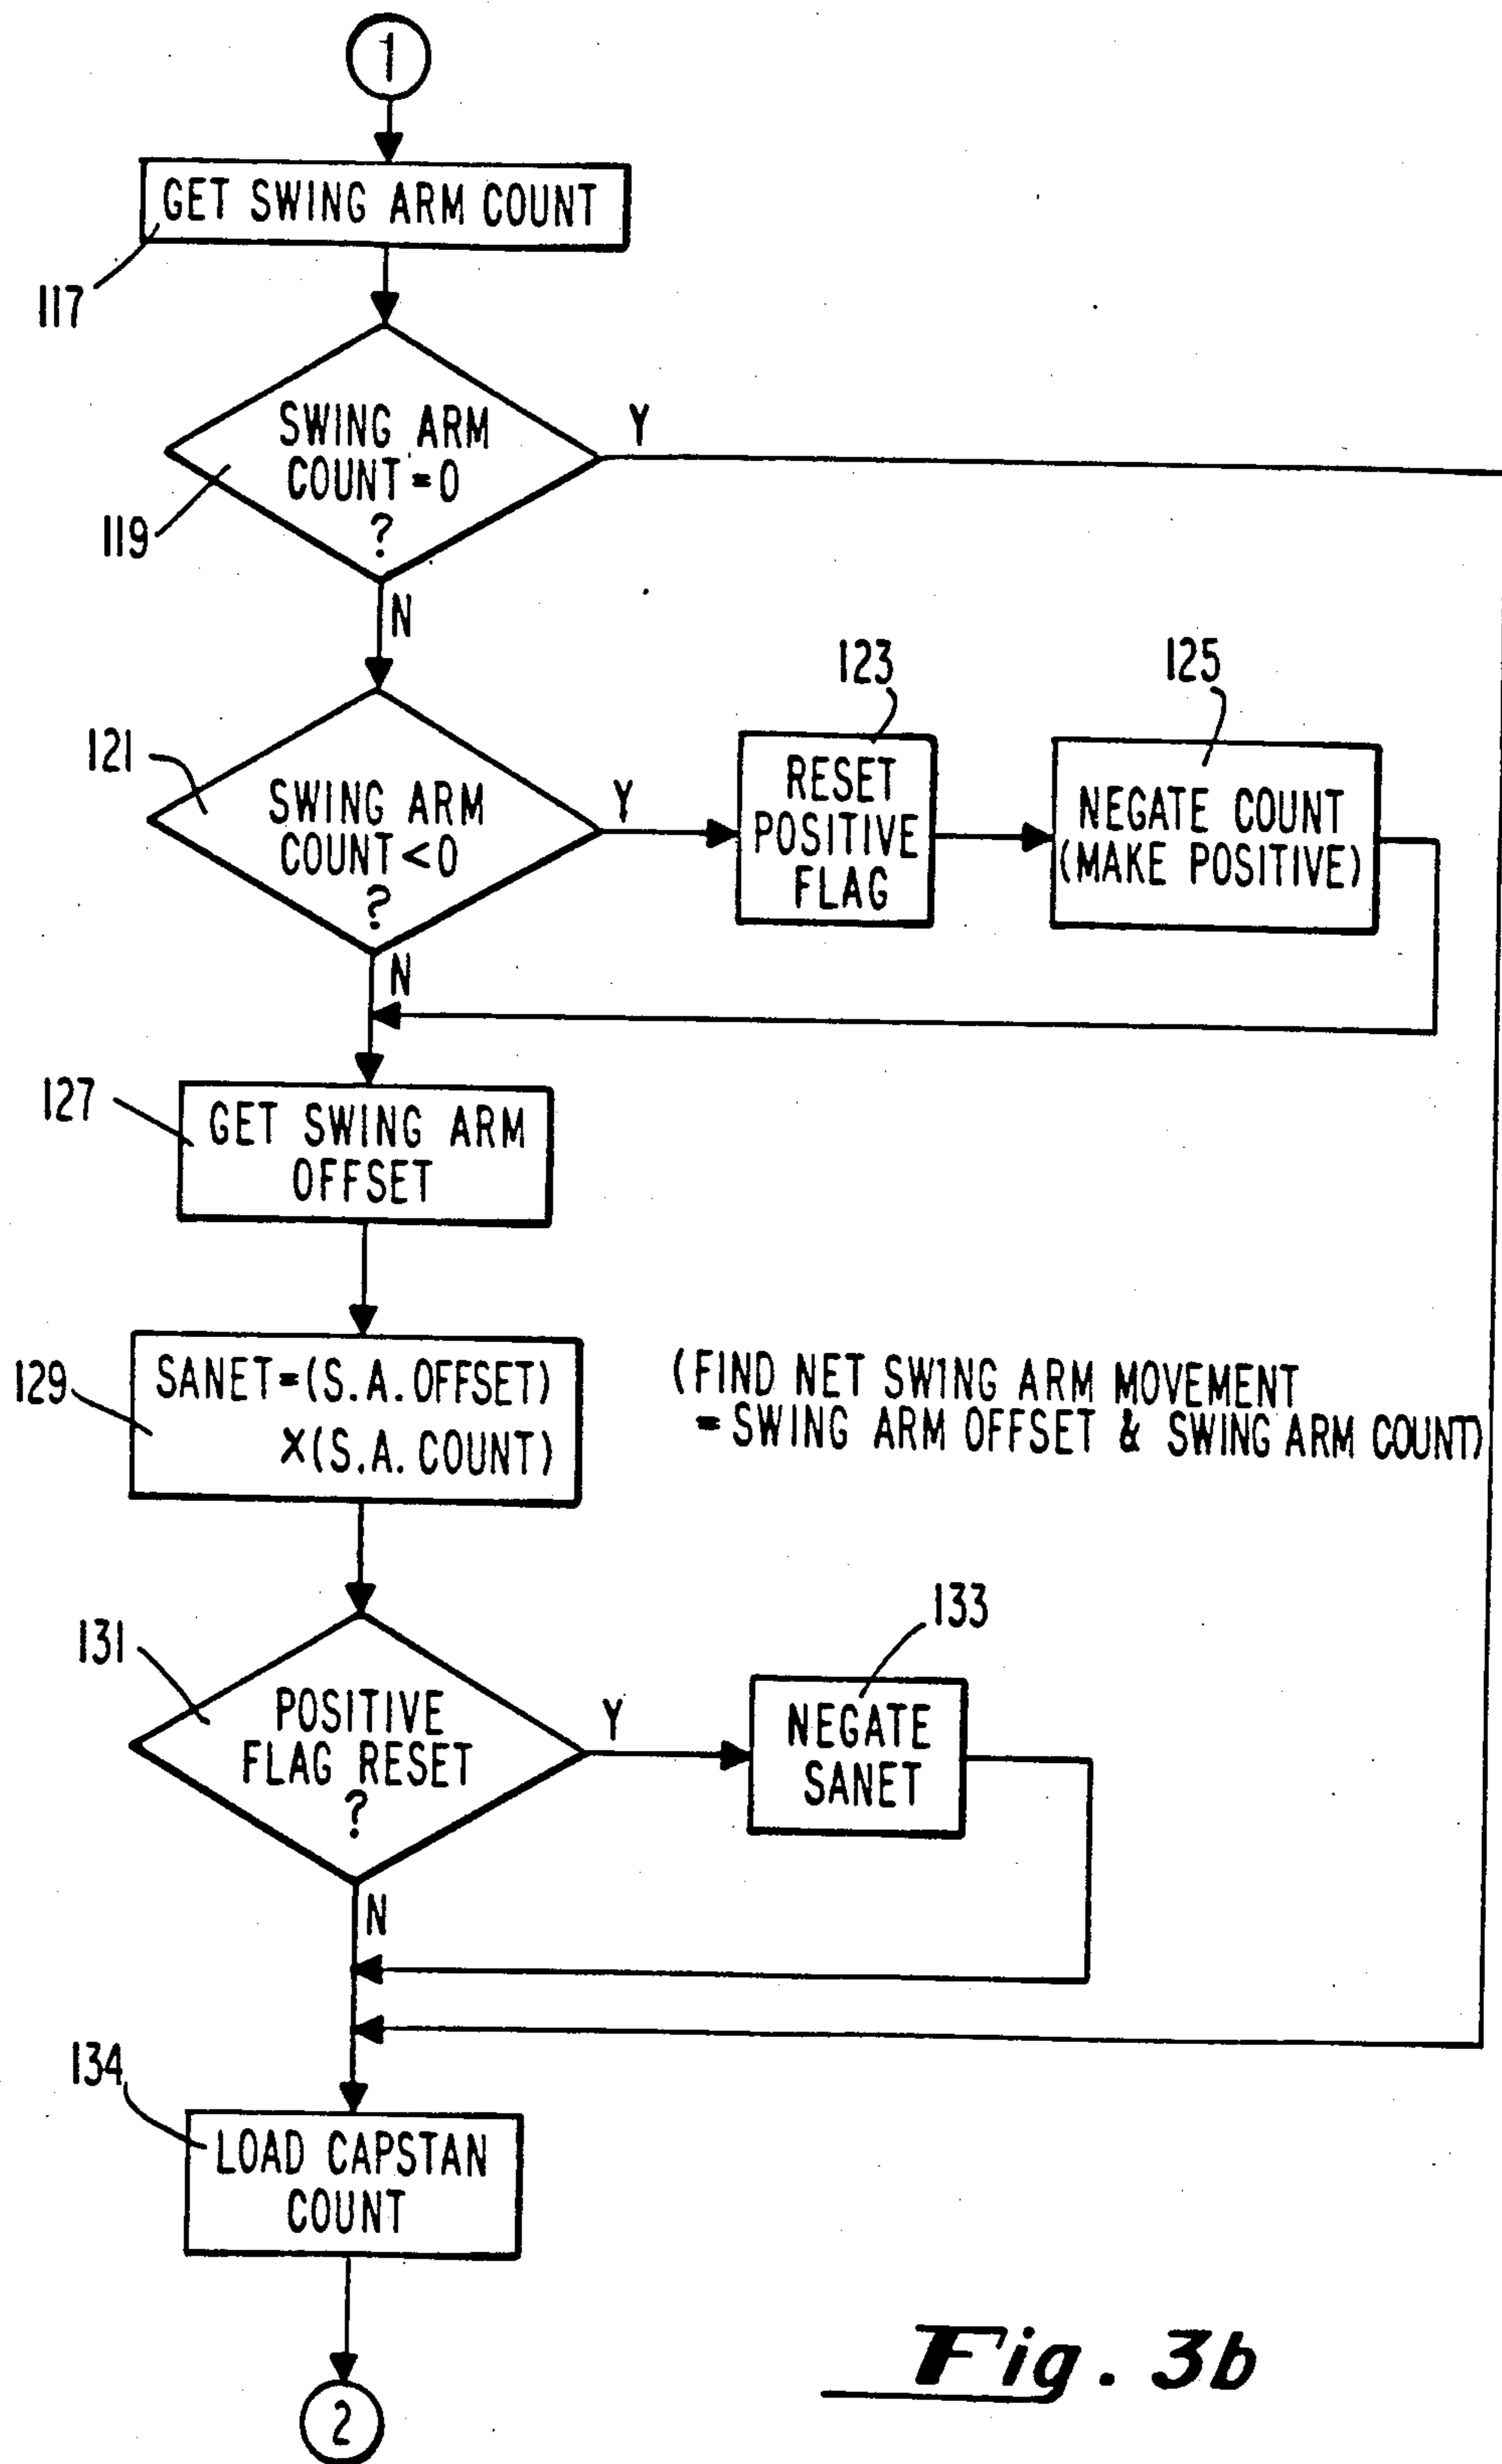 1
GET SWING ARM COUNT
117
SWING ARM
COUNT=0
?
Y
119
N
123
125
121
SWING ARM
COUNT<0
?
Y
RESET
POSITIVE
FLAG
NEGATE COUNT
(MAKE POSITIVE)
N
127
GET SWING ARM
OFFSET
129
SANET=(S.A. OFFSET)
X(S.A. COUNT)
(FIND NET SWING ARM MOVEMENT
= SWING ARM OFFSET & SWING ARM COUNT)
131
POSITIVE
FLAG RESET
?
Y
133
NEGATE
SANET
N
134
LOAD CAPSTAN
COUNT
2
Fig. 3b